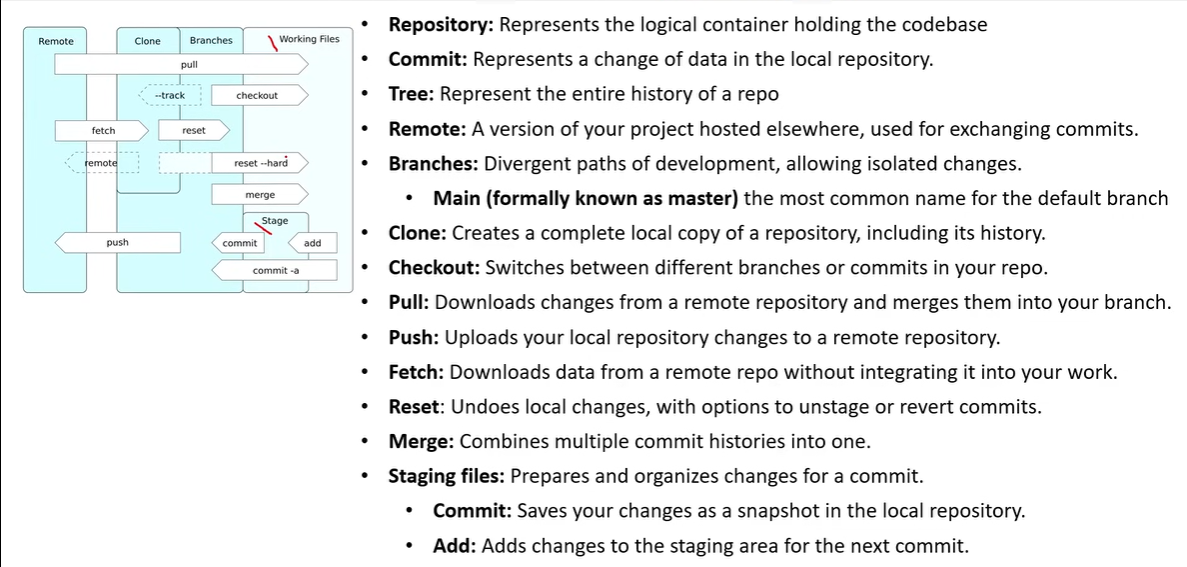 Remote
Clone
Branches
Working Files
pull
--track
checkout
fetch
reset
remote
reset --hard
merge
Stage
push
commit
add
commit -a
• Repository: Represents the logical container holding the codebase
• Commit: Represents a change of data in the local repository.
• Tree: Represent the entire history of a repo
• Remote: A version of your project hosted elsewhere, used for exchanging commits.
• Branches: Divergent paths of development, allowing isolated changes.
• Main (formally known as master) the most common name for the default branch
• Clone: Creates a complete local copy of a repository, including its history.
• Checkout: Switches between different branches or commits in your repo.
• Pull: Downloads changes from a remote repository and merges them into your branch.
• Push: Uploads your local repository changes to a remote repository.
• Fetch: Downloads data from a remote repo without integrating it into your work.
• Reset: Undoes local changes, with options to unstage or revert commits.
• Merge: Combines multiple commit histories into one.
• Staging files: Prepares and organizes changes for a commit.
• Commit: Saves your changes as a snapshot in the local repository.
• Add: Adds changes to the staging area for the next commit.